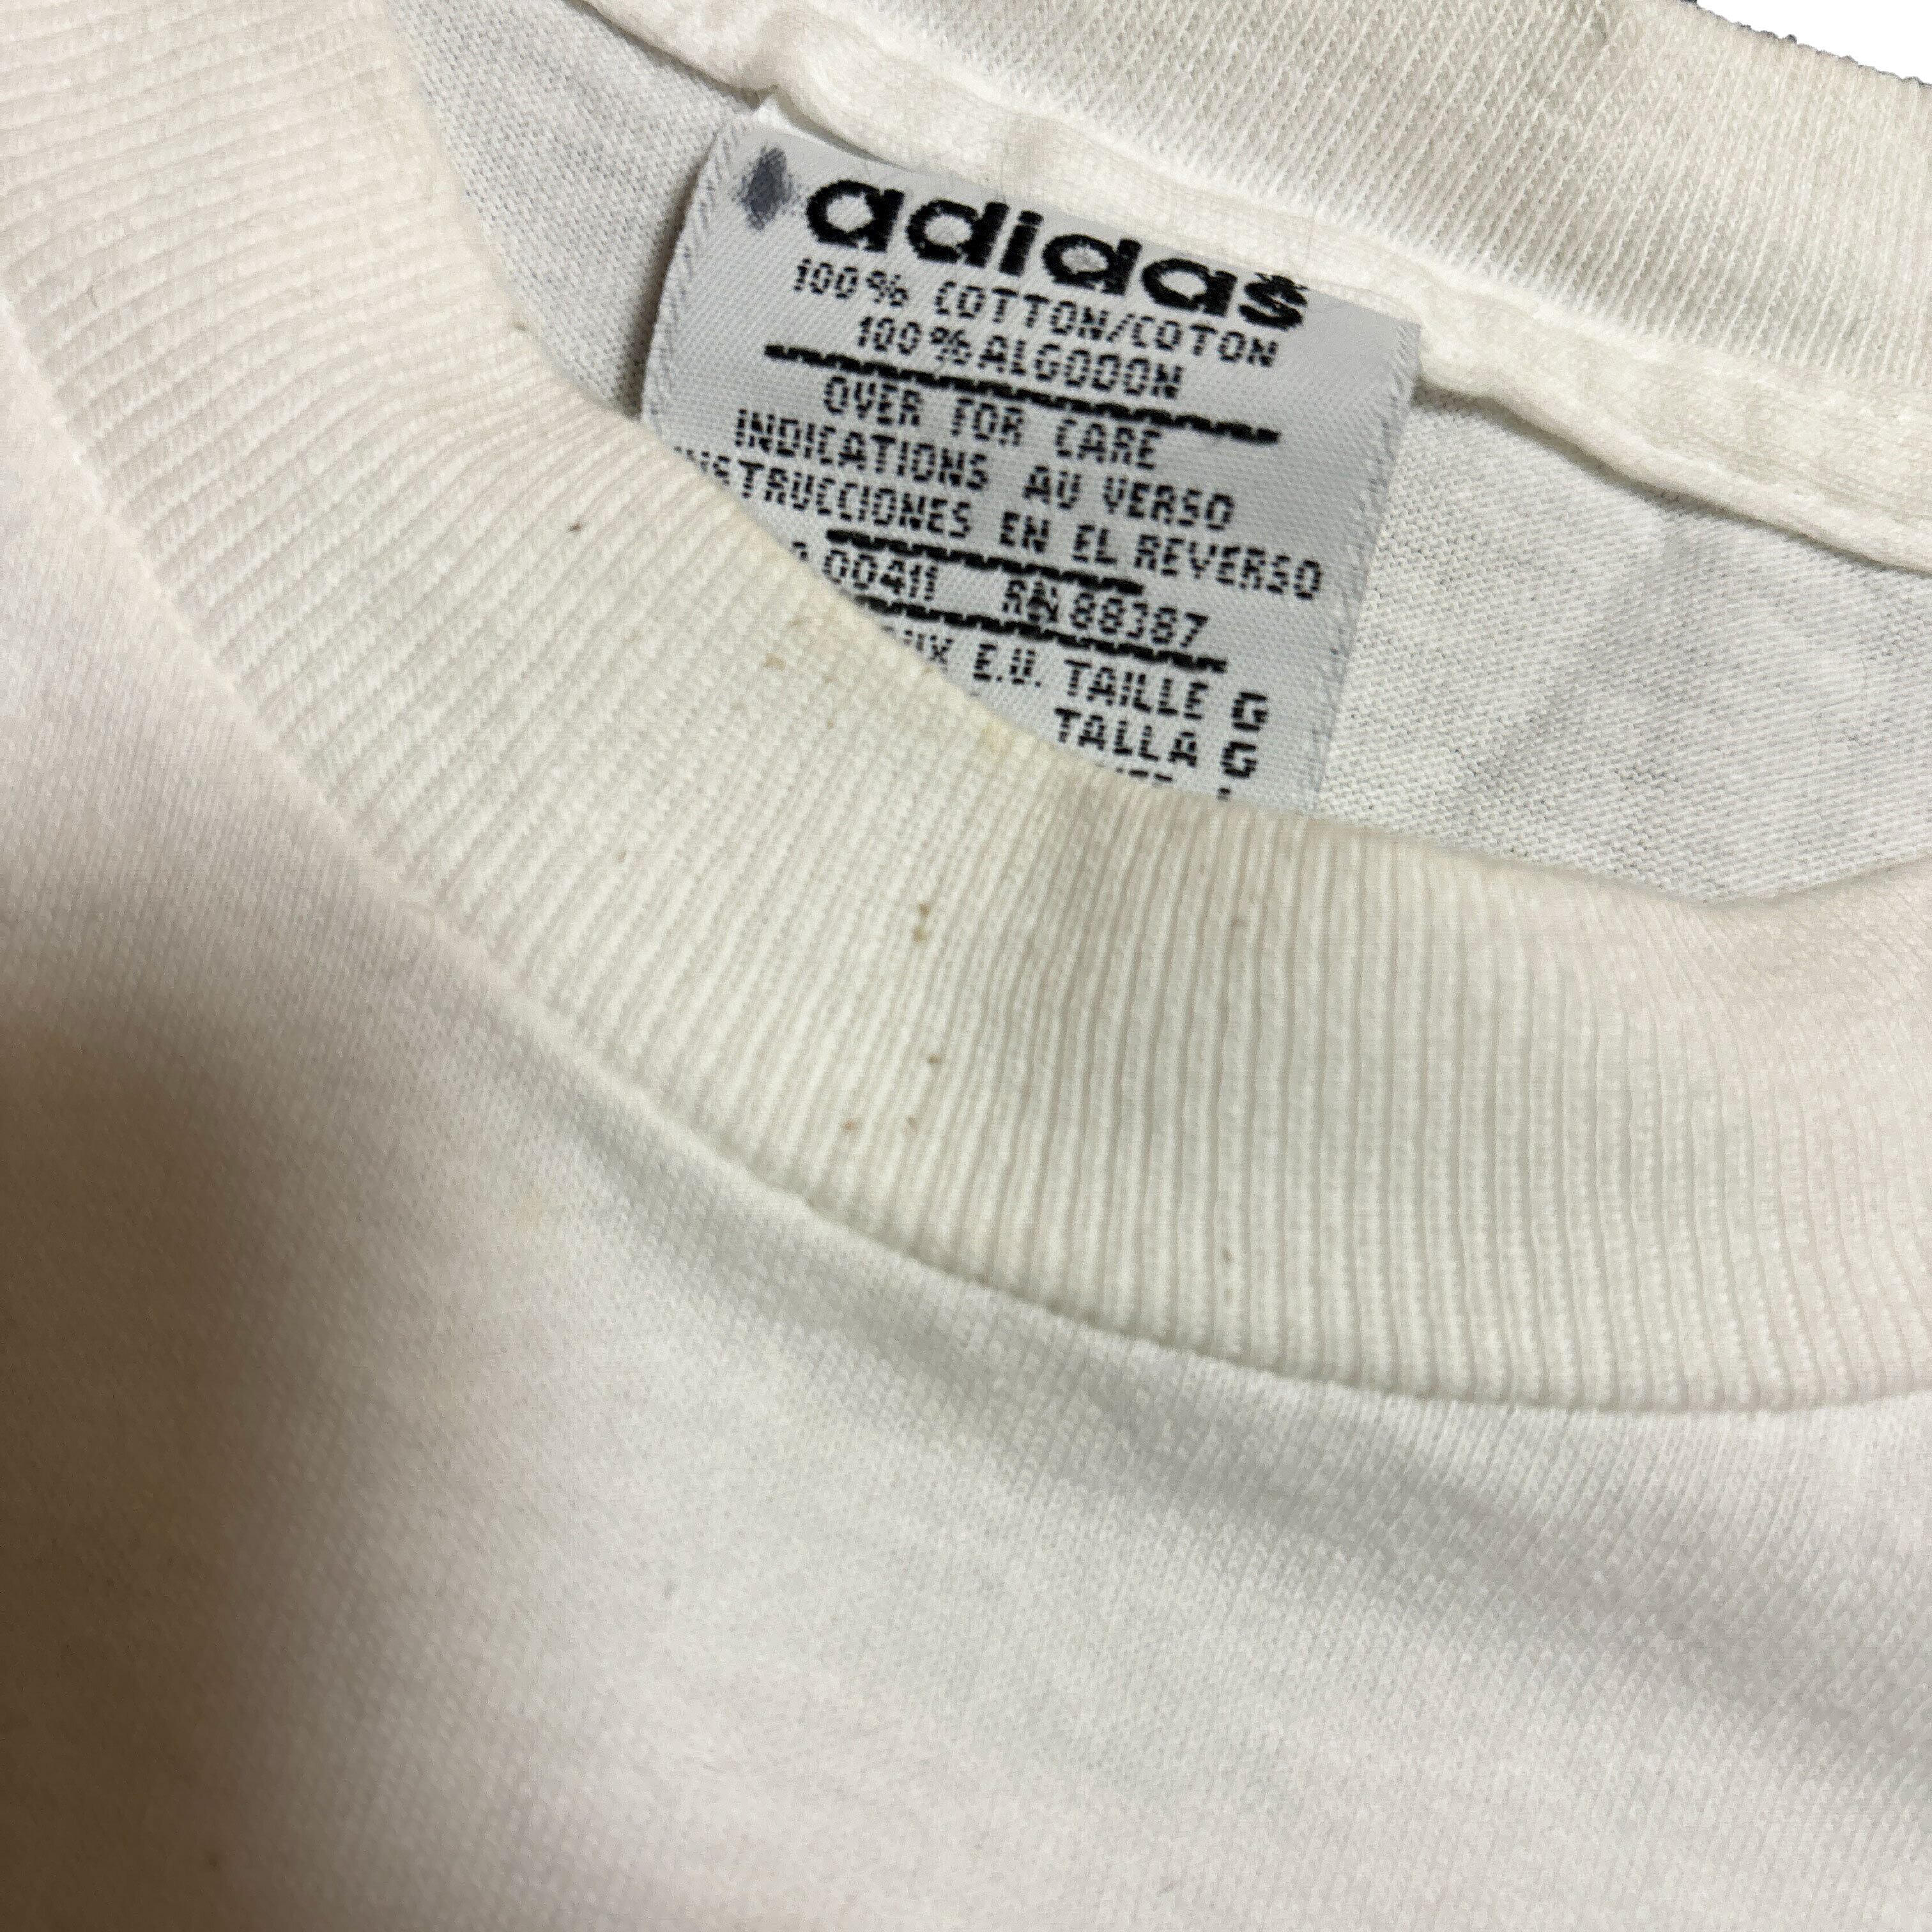 adidas
100% COTTON/COTON
100% ALGODON
OVER FOR CARE
INDICATIONS AU VERSO
INSTRUCCIONES EN EL REVERSO
00411 RN 88387
E.U. TAILLE G
TALLA G